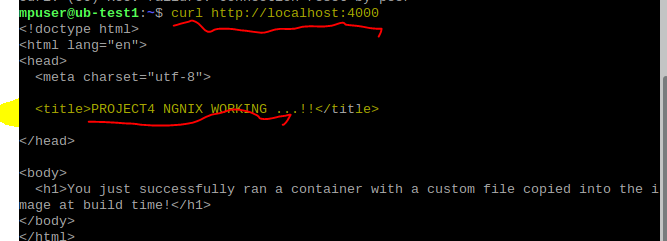 mpuser@ub-test1:~$ curl http://localhost:4000
<!doctype html>
<html lang="en">
<head>
  <meta charset="utf-8">
  <title>PROJECT4 NGNIX WORKING ...!!</title>
</head>
<body>
  <h1>You just successfully ran a container with a custom file copied into the i
mage at build time!</h1>
</body>
</html>